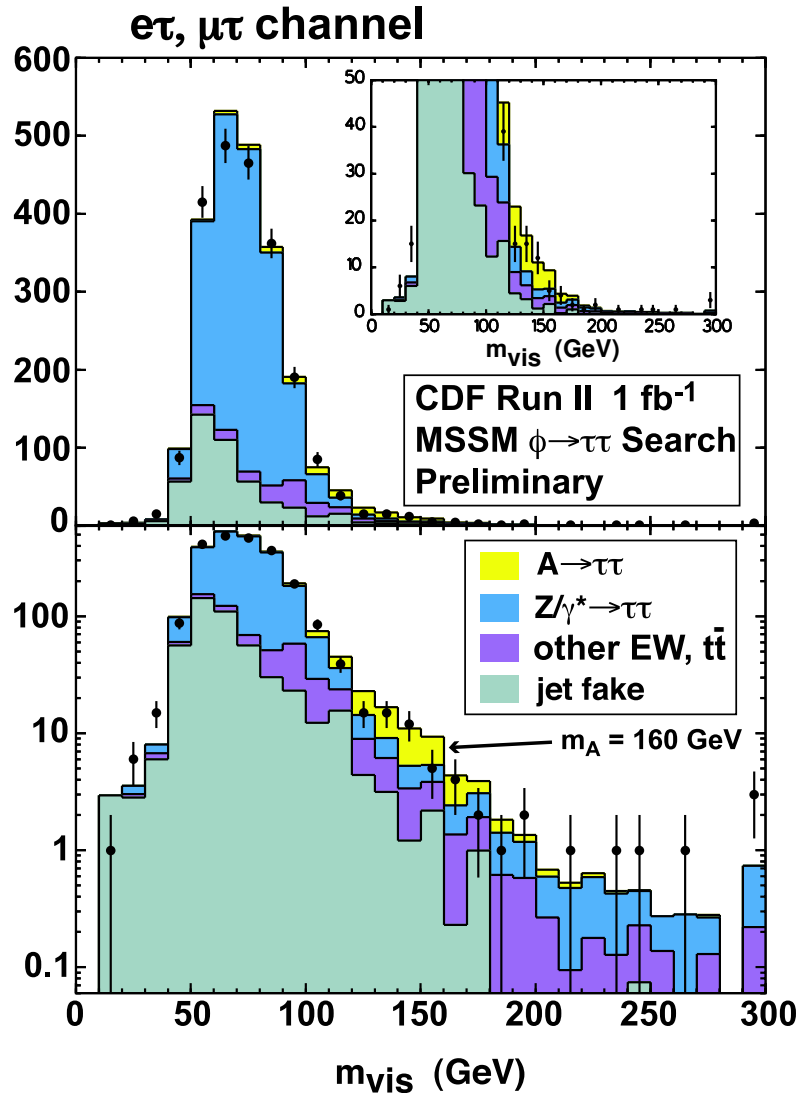 eτ, μτ channel
600
500
400
300
200
100
0
50
40
30
20
10
0
0 50 100 150 200 250 300
m_vis (GeV)
CDF Run II 1 fb⁻¹
MSSM ϕ→ττ Search
Preliminary
100
10
1
0.1
A→ττ
Z/γ*→ττ
other EW, tt̄
jet fake
m_A = 160 GeV
0 50 100 150 200 250 300
m_vis (GeV)